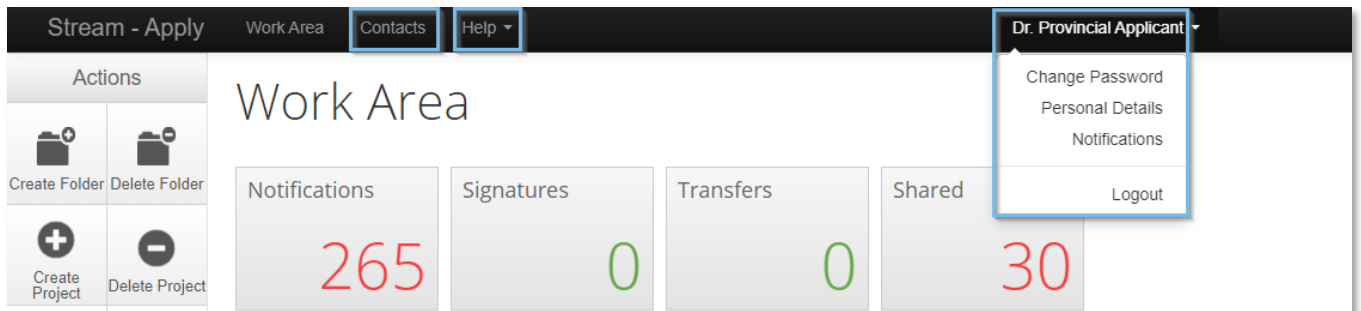 Stream - Apply Work Area Contacts Help Dr. Provincial Applicant
Actions
Create Folder Delete Folder
Create Project Delete Project
Work Area
Notifications Signatures Transfers Shared
265 0 0 30
Change Password
Personal Details
Notifications
Logout